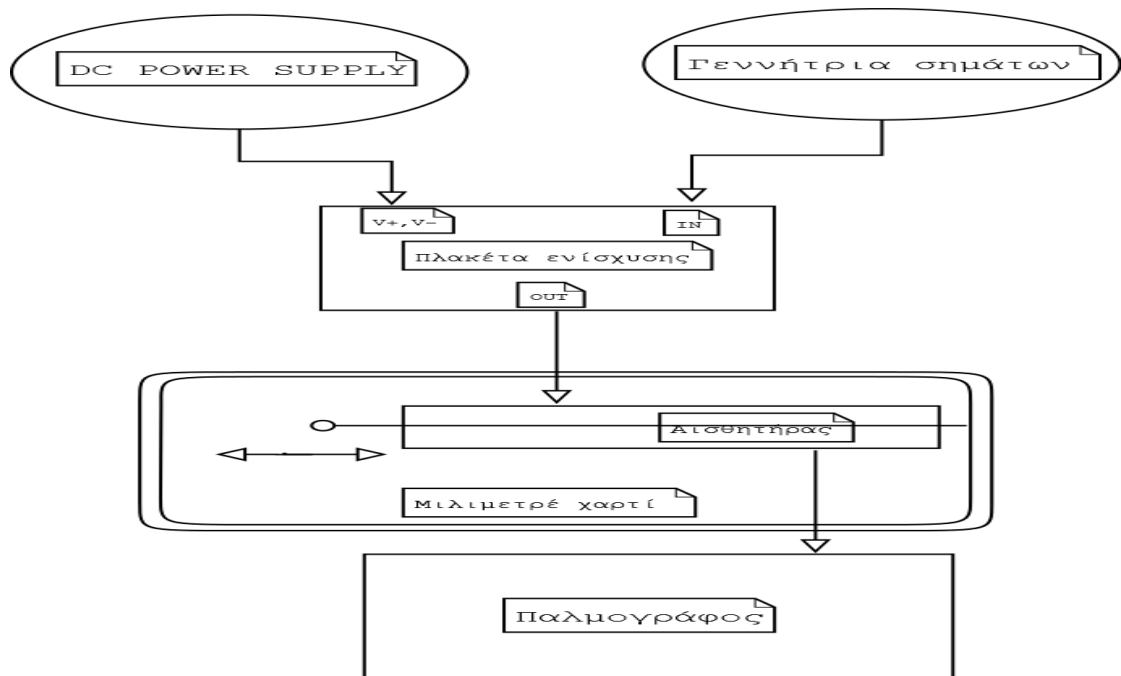 DC POWER SUPPLY
Γεννήτρια σημάτων
V+,V-
IN
Πλακέτα ενίσχυσης
OUT
Αισθητήρας
Μιλιμετρέ χαρτί
Παλμογράφος